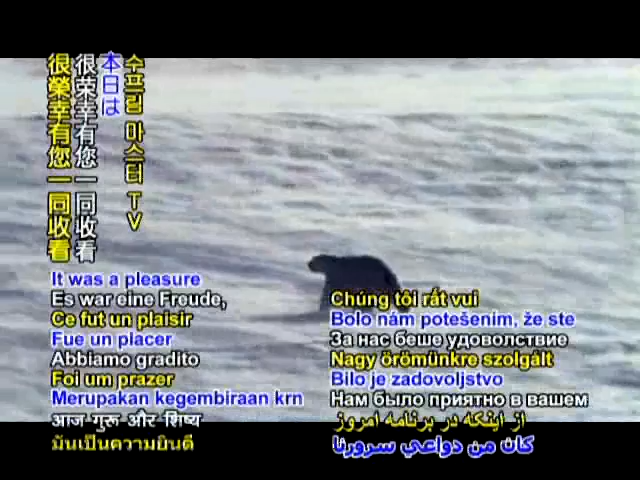 很榮幸有您一同收看
很荣幸有您一同收看
本日は
수프림 마스터 TV
It was a pleasure
Es war eine Freude,
Ce fut un plaisir
Fue un placer
Abbiamo gradito
Foi um prazer
Merupakan kegembiraan krn
आज गुरू और शिष्य
มันเป็นความยินดี
Chúng tôi rất vui
Bolo nám potešením, že ste
За нас беше удоволствие
Nagy örömünkre szolgált
Bilo je zadovoljstvo
Нам было приятно в вашем
از اینکه در برنامه امروز
كان من دواعي سرورنا